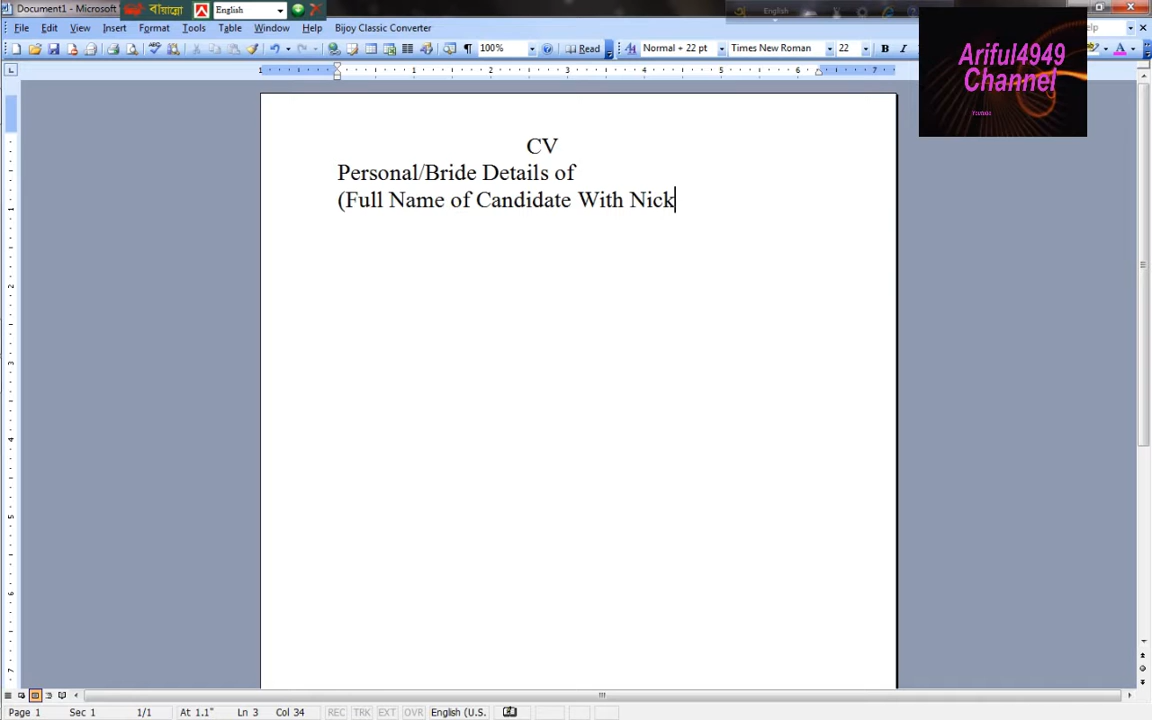 Document1 - Microsoft
বাঁয়ান্নো
English
English
File Edit View Insert Format Tools Table Window Help Bijoy Classic Converter
100% Read Normal + 22 pt Times New Roman 22 B I A
Ariful4949
Channel
CV
Personal/Bride Details of
(Full Name of Candidate With Nick
Page 1 Sec 1 1/1 At 1.1" Ln 3 Col 34 REC TRK EXT OVR English (U.S.